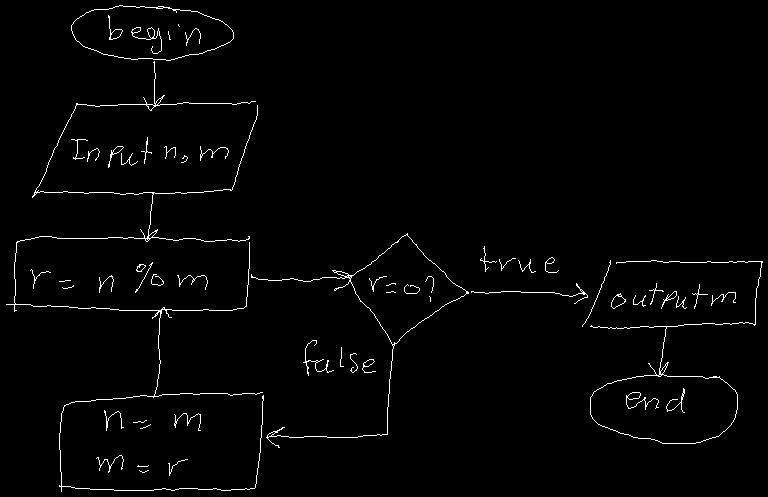 begin
Input n, m
r = n % m
r=0?
true
output m
false
end
n = m
m = r